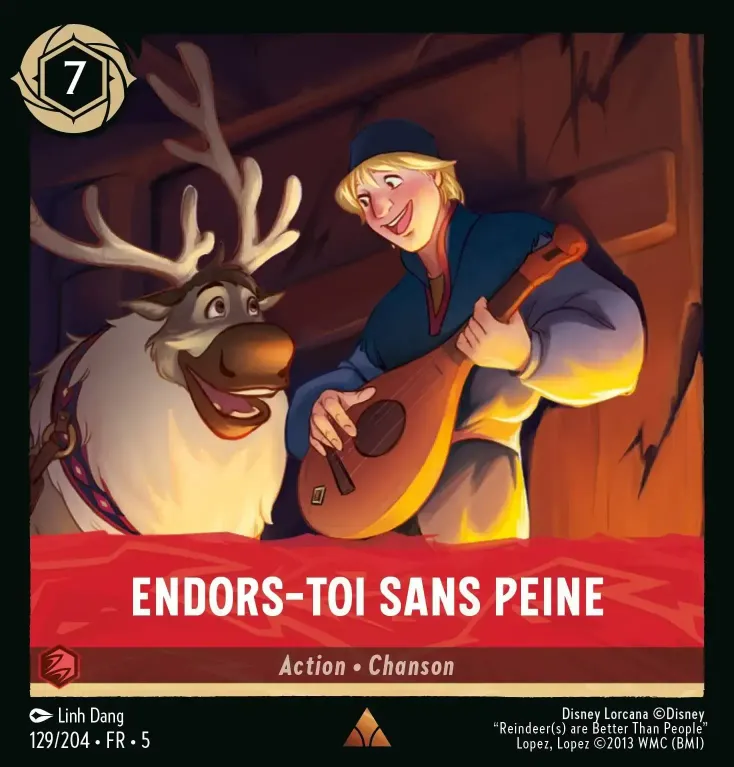 7
ENDORS-TOI SANS PEINE
Action • Chanson
Linh Dang
129/204 • FR • 5
Disney Lorcana ©Disney
“Reindeer(s) are Better Than People”
Lopez, Lopez ©2013 WMC (BMI)